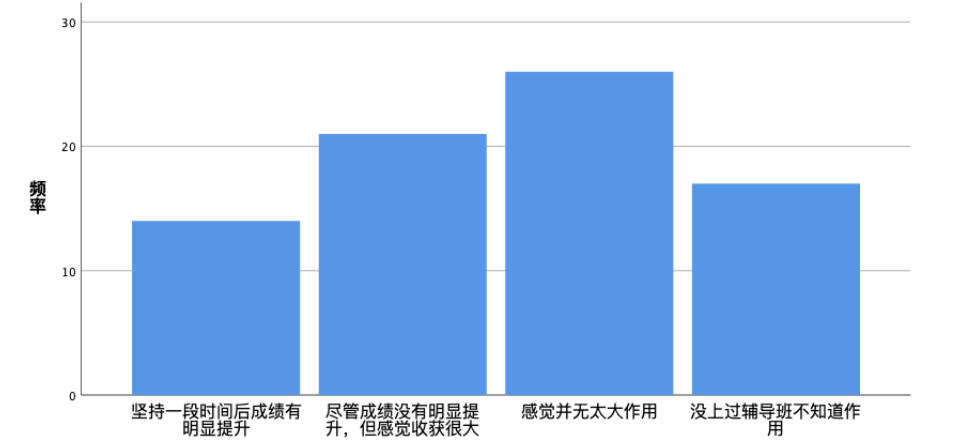 30
20
10
0
频
率
坚持一段时间后成绩有
明显提升
尽管成绩没有明显提
升，但感觉收获很大
感觉并无太大作用
没上过辅导班不知道作
用